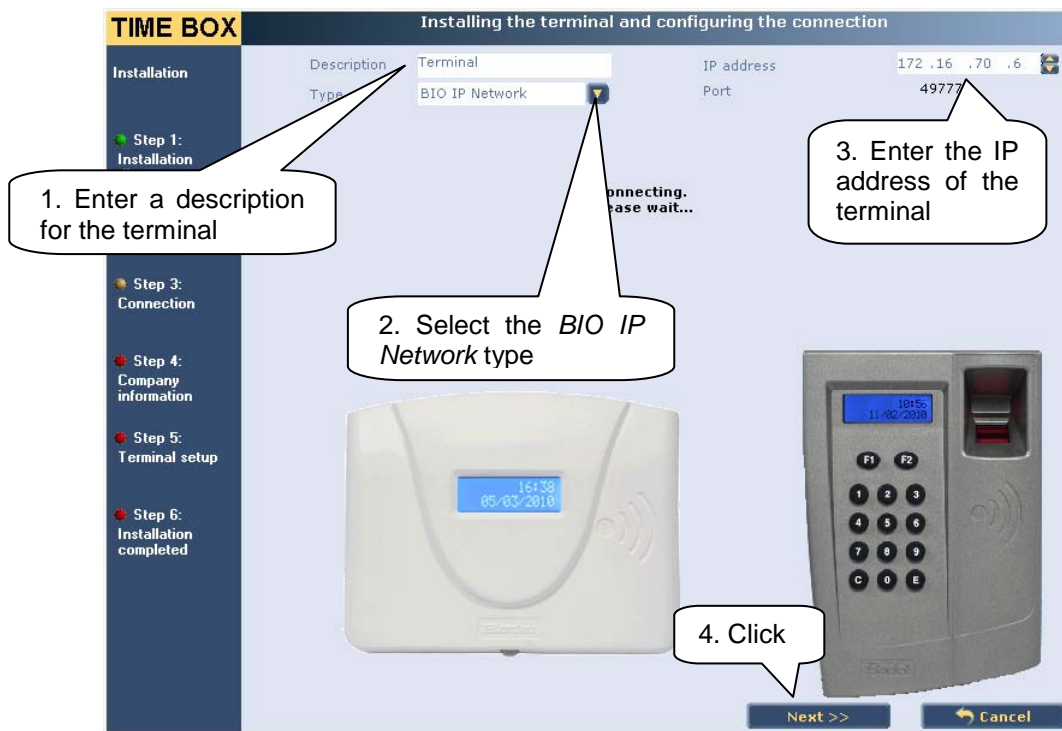 TIME BOX
Installing the terminal and configuring the connection
Installation
Description
Terminal
IP address
172 .16 .70 .6
Type
BIO IP Network
Port
49777
Step 1:
Installation
1. Enter a description
for the terminal
3. Enter the IP
address of the
terminal
onnecting.
ease wait...
Step 3:
Connection
2. Select the BIO IP
Network type
Step 4:
Company
information
Step 5:
Terminal setup
Step 6:
Installation
completed
16:38
05/03/2010
10:56
11/02/2010
F1 F2
1 2 3
4 5 6
7 8 9
C 0 E
4. Click
Next >>
Cancel